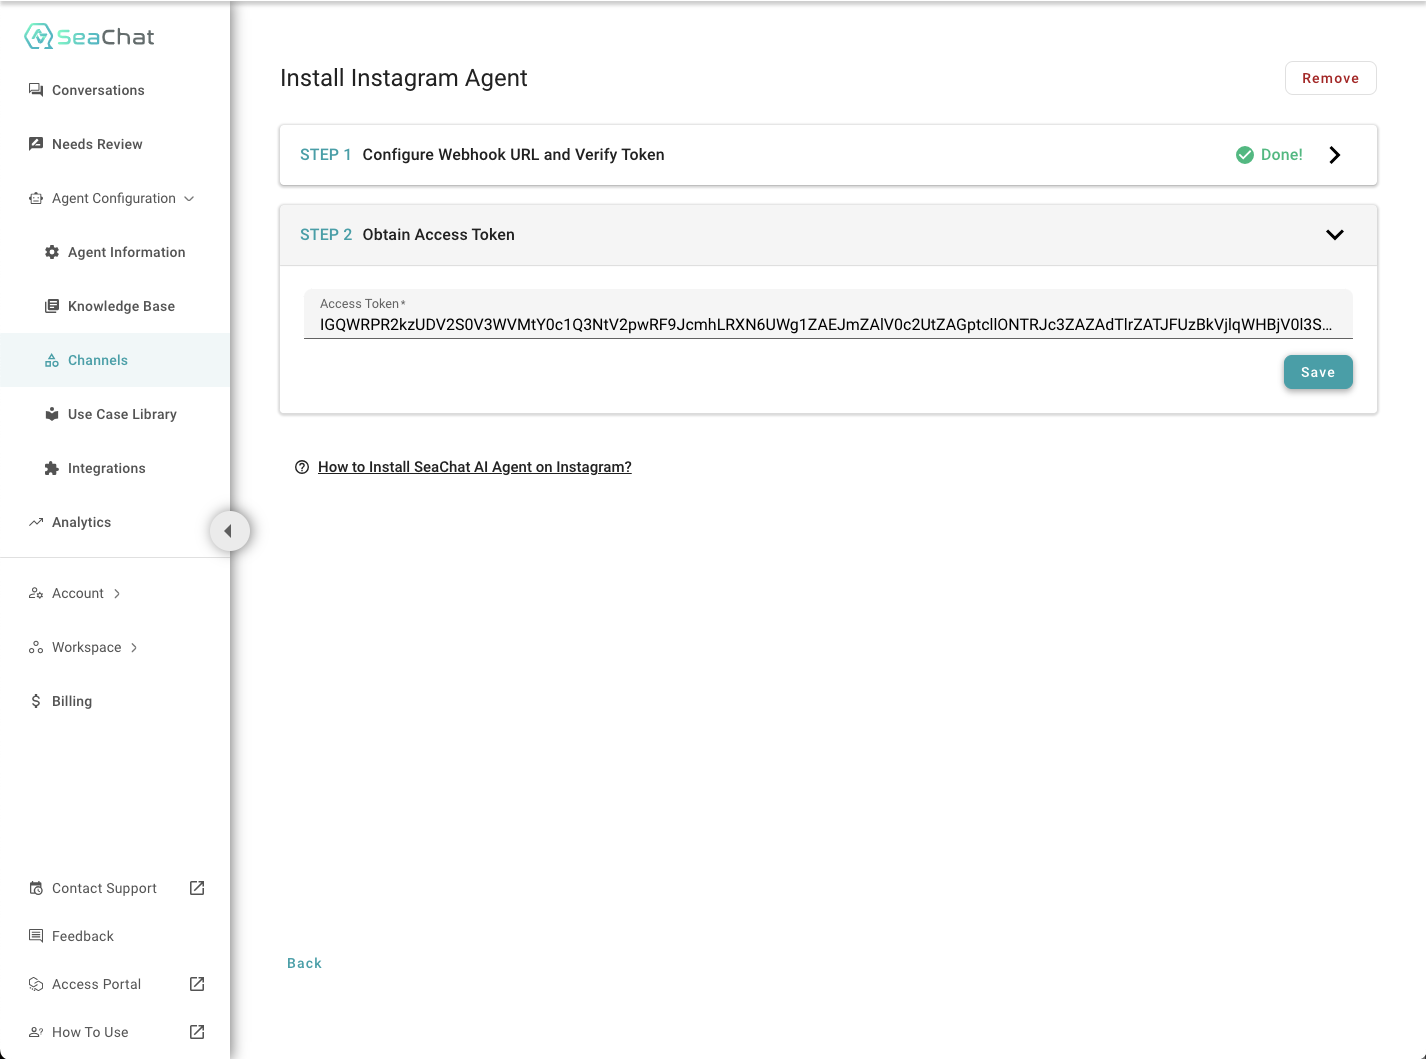 SeaChat
Conversations
Needs Review
Agent Configuration
Agent Information
Knowledge Base
Channels
Use Case Library
Integrations
Analytics
Account
Workspace
Billing
Contact Support
Feedback
Access Portal
How To Use
Install Instagram Agent
Remove
STEP 1 Configure Webhook URL and Verify Token
Done!
STEP 2 Obtain Access Token
Access Token*
IGQWRPR2kzUDV2S0V3WVMtY0c1Q3NtV2pwRF9JcmhLRXN6UWg1ZAEJmZAlV0c2UtZAGptcllONTRJc3ZAZAdTlrZATJFUzBkVjlqWHBjV0l3S...
Save
How to Install SeaChat AI Agent on Instagram?
Back